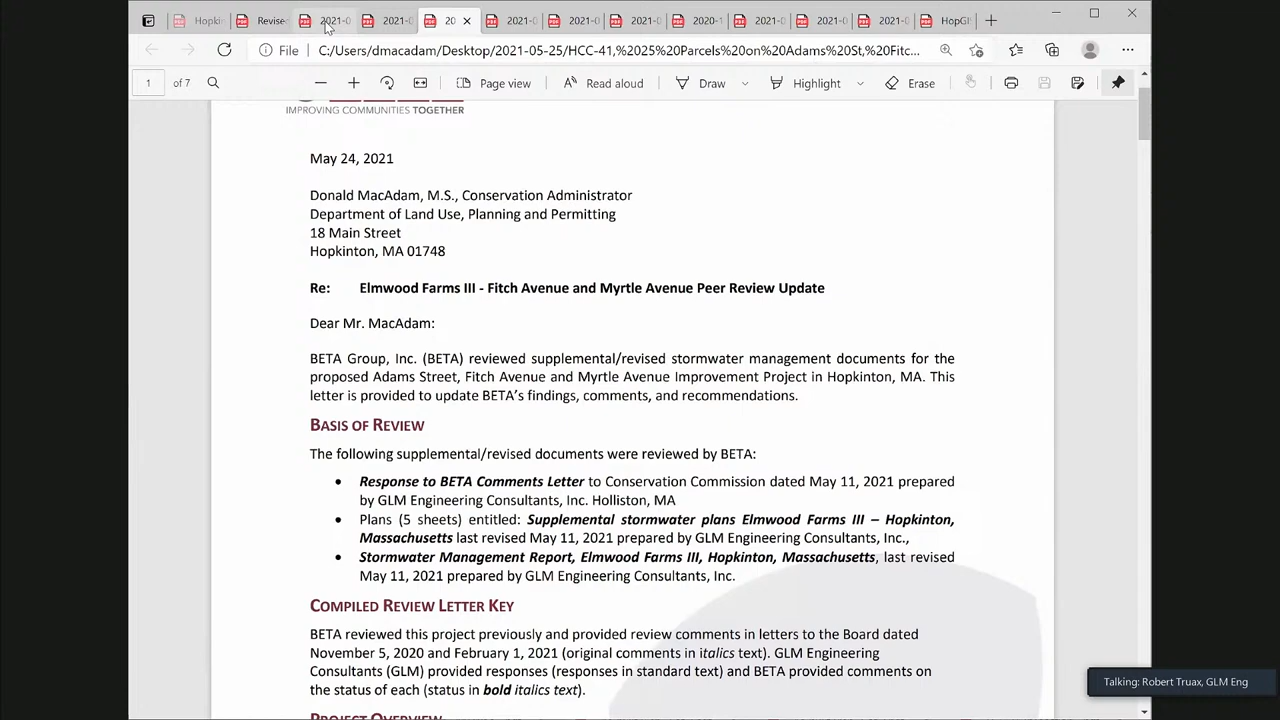 Hopki
Revise
2021-0
2021-0
20
2021-0
2021-0
2021-0
2020-1
2021-0
2021-0
2021-0
HopGI
File
C:/Users/dmacadam/Desktop/2021-05-25/HCC-41,%2025%20Parcels%20on%20Adams%20St,%20Fitc...
1 of 7
Page view
Read aloud
Draw
Highlight
Erase
IMPROVING COMMUNITIES TOGETHER
May 24, 2021
Donald MacAdam, M.S., Conservation Administrator
Department of Land Use, Planning and Permitting
18 Main Street
Hopkinton, MA 01748
Re: Elmwood Farms III - Fitch Avenue and Myrtle Avenue Peer Review Update
Dear Mr. MacAdam:
BETA Group, Inc. (BETA) reviewed supplemental/revised stormwater management documents for the
proposed Adams Street, Fitch Avenue and Myrtle Avenue Improvement Project in Hopkinton, MA. This
letter is provided to update BETA's findings, comments, and recommendations.
BASIS OF REVIEW
The following supplemental/revised documents were reviewed by BETA:
• Response to BETA Comments Letter to Conservation Commission dated May 11, 2021 prepared
by GLM Engineering Consultants, Inc. Holliston, MA
• Plans (5 sheets) entitled: Supplemental stormwater plans Elmwood Farms III – Hopkinton,
Massachusetts last revised May 11, 2021 prepared by GLM Engineering Consultants, Inc.,
• Stormwater Management Report, Elmwood Farms III, Hopkinton, Massachusetts, last revised
May 11, 2021 prepared by GLM Engineering Consultants, Inc.
COMPILED REVIEW LETTER KEY
BETA reviewed this project previously and provided review comments in letters to the Board dated
November 5, 2020 and February 1, 2021 (original comments in italics text). GLM Engineering
Consultants (GLM) provided responses (responses in standard text) and BETA provided comments on
the status of each (status in bold italics text).
PROJECT OVERVIEW
Talking: Robert Truax, GLM Eng